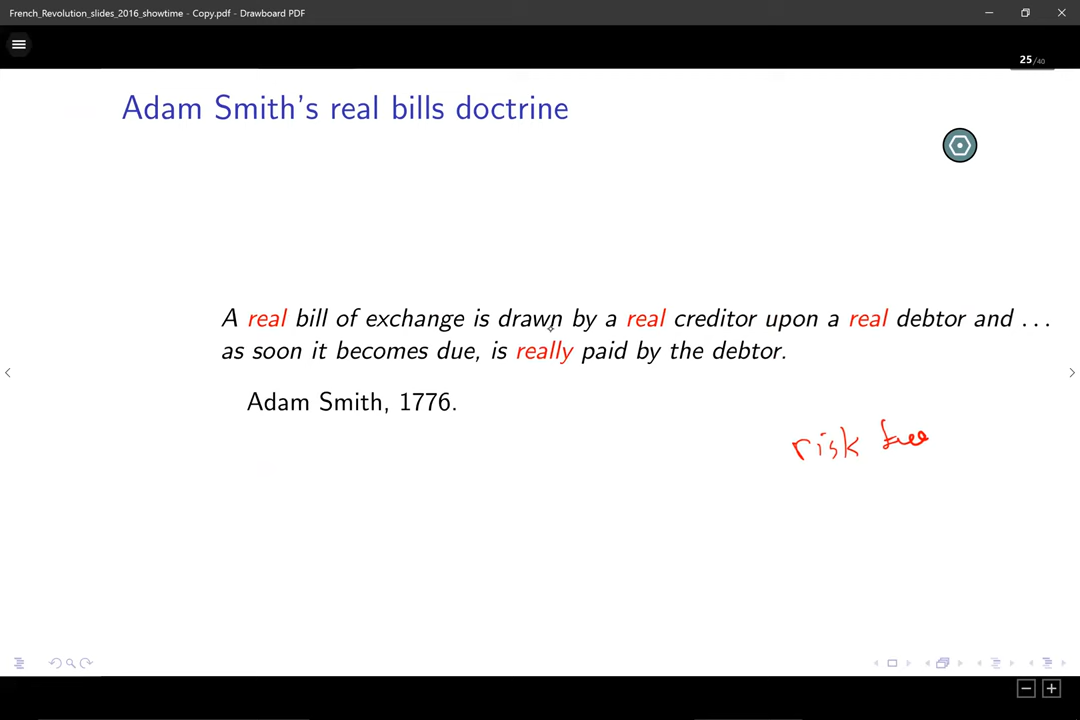 French_Revolution_slides_2016_showtime - Copy.pdf - Drawboard PDF
25/40
Adam Smith's real bills doctrine
A real bill of exchange is drawn by a real creditor upon a real debtor and ...
as soon it becomes due, is really paid by the debtor.
Adam Smith, 1776.
risk free